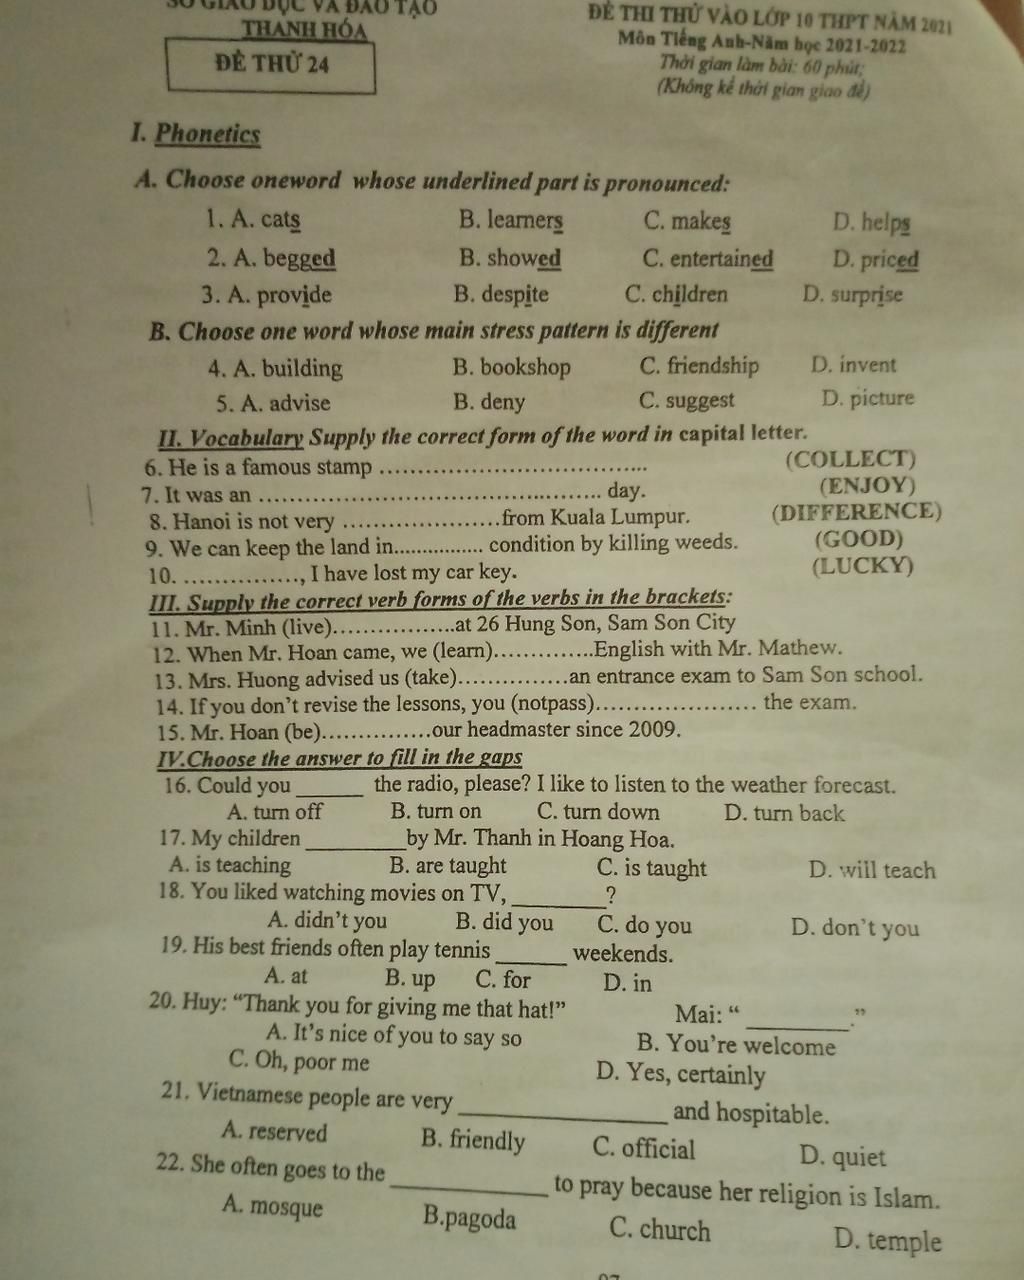 SỞ GIÁO DỤC VÀ ĐÀO TẠO
THANH HÓA
ĐỀ THỬ 24
ĐỀ THI THỬ VÀO LỚP 10 THPT NĂM 2021
Môn Tiếng Anh-Năm học 2021-2022
Thời gian làm bài: 60 phút;
(Không kể thời gian giao đề)
I. Phonetics
A. Choose oneword whose underlined part is pronounced:
1. A. cats B. learners C. makes D. helps
2. A. begged B. showed C. entertained D. priced
3. A. provide B. despite C. children D. surprise
B. Choose one word whose main stress pattern is different
4. A. building B. bookshop C. friendship D. invent
5. A. advise B. deny C. suggest D. picture
II. Vocabulary Supply the correct form of the word in capital letter.
6. He is a famous stamp ........................................ (COLLECT)
7. It was an .................................................. day. (ENJOY)
8. Hanoi is not very .......................from Kuala Lumpur. (DIFFERENCE)
9. We can keep the land in................ condition by killing weeds. (GOOD)
10. ................, I have lost my car key. (LUCKY)
III. Supply the correct verb forms of the verbs in the brackets:
11. Mr. Minh (live)..................at 26 Hung Son, Sam Son City
12. When Mr. Hoan came, we (learn)...............English with Mr. Mathew.
13. Mrs. Huong advised us (take)................an entrance exam to Sam Son school.
14. If you don't revise the lessons, you (notpass)........................ the exam.
15. Mr. Hoan (be)................our headmaster since 2009.
IV.Choose the answer to fill in the gaps
16. Could you ______ the radio, please? I like to listen to the weather forecast.
A. turn off B. turn on C. turn down D. turn back
17. My children _________by Mr. Thanh in Hoang Hoa.
A. is teaching B. are taught C. is taught D. will teach
18. You liked watching movies on TV, ________?
A. didn't you B. did you C. do you D. don't you
19. His best friends often play tennis ______ weekends.
A. at B. up C. for D. in
20. Huy: “Thank you for giving me that hat!” Mai: “ _________.”
A. It's nice of you to say so B. You're welcome
C. Oh, poor me D. Yes, certainly
21. Vietnamese people are very __________________ and hospitable.
A. reserved B. friendly C. official D. quiet
22. She often goes to the ______________ to pray because her religion is Islam.
A. mosque B.pagoda C. church D. temple